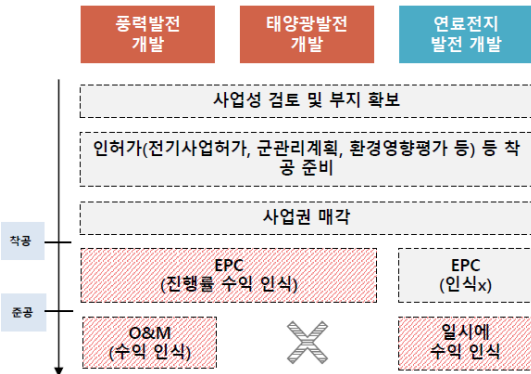 풍력발전
개발
태양광발전
개발
연료전지
발전 개발
사업성 검토 및 부지 확보
인허가(전기사업허가, 군관리계획, 환경영향평가 등) 등 착
공 준비
사업권 매각
착공
EPC
(진행률 수익 인식)
EPC
(인식x)
준공
O&M
(수익 인식)
일시에
수익 인식